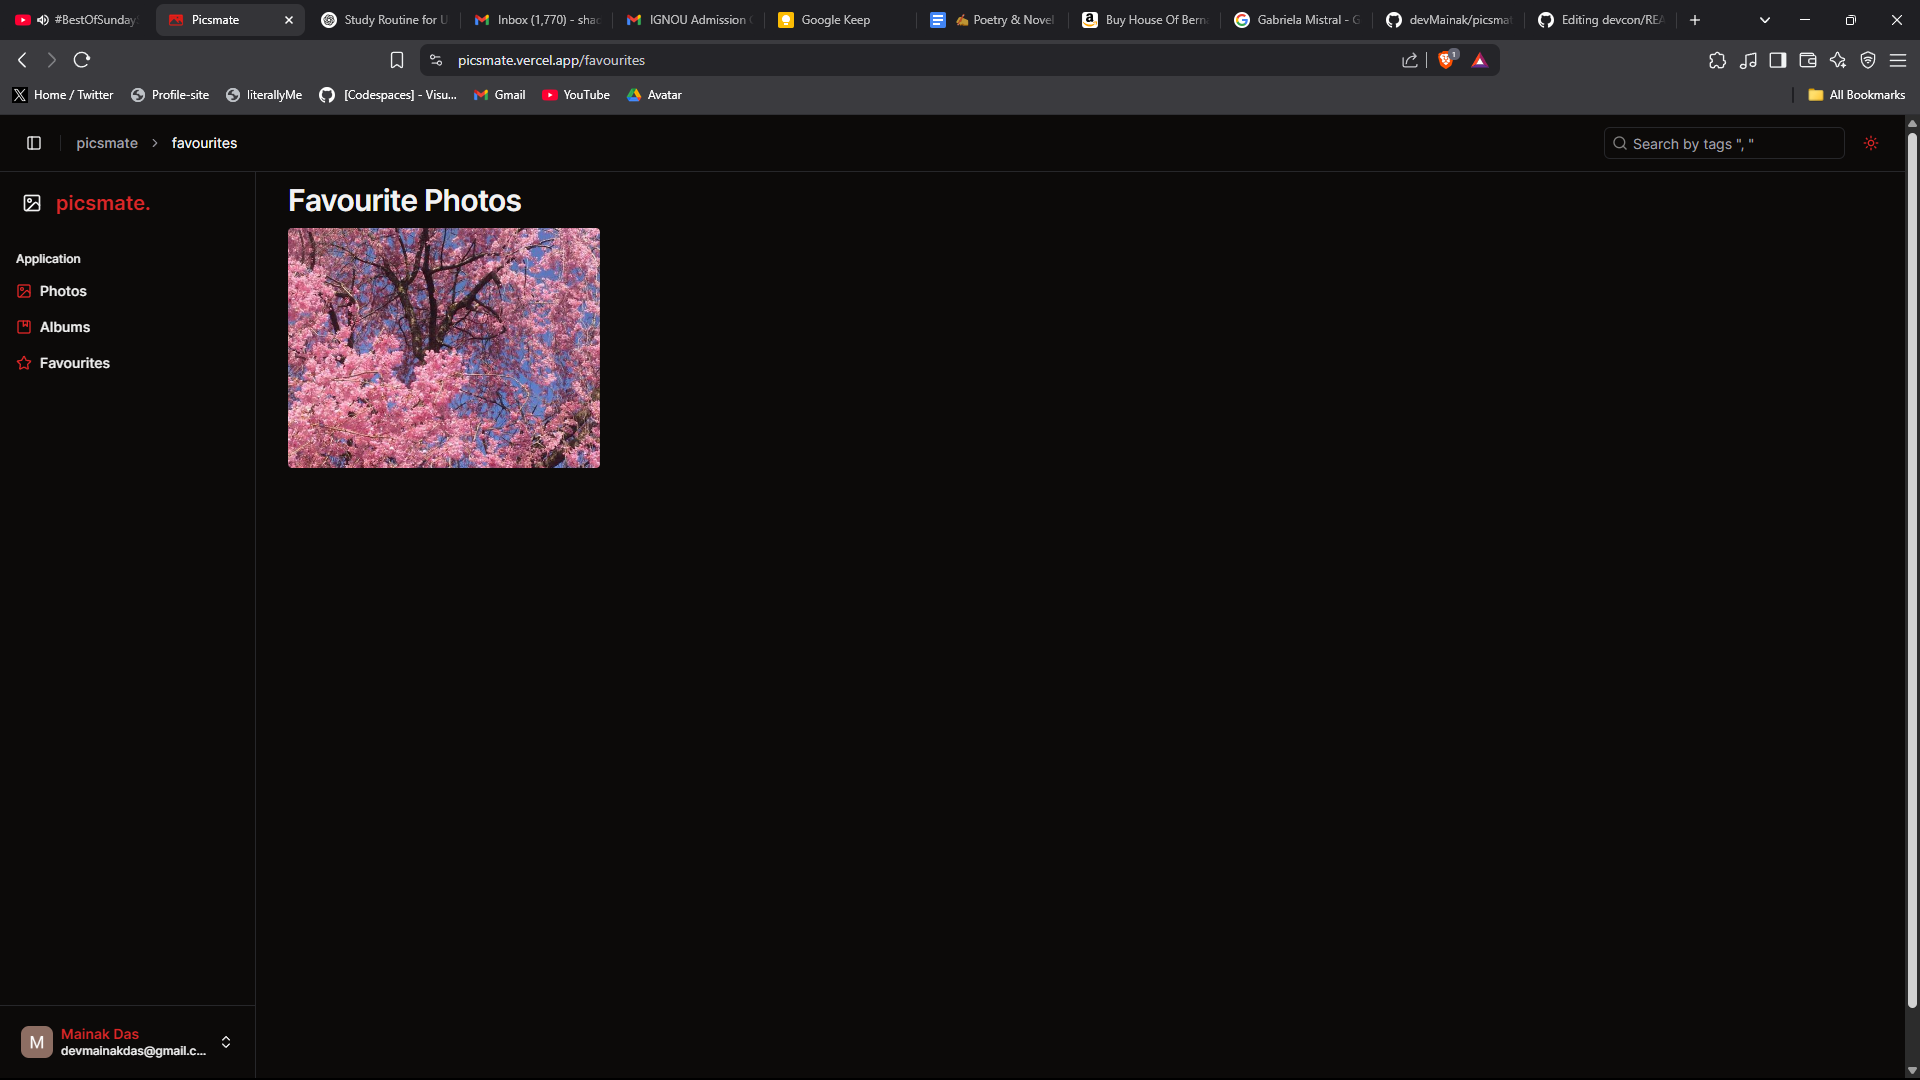 #BestOfSunday
Picsmate
Study Routine for U
Inbox (1,770) - shac
IGNOU Admission
Google Keep
Poetry & Novel
Buy House Of Berna
Gabriela Mistral - G
devMainak/picsmat
Editing devcon/REA
picsmate.vercel.app/favourites
1
Home / Twitter
Profile-site
literallyMe
[Codespaces] - Visu...
Gmail
YouTube
Avatar
All Bookmarks
picsmate > favourites
Search by tags ", "
picsmate.
Favourite Photos
Application
Photos
Albums
Favourites
M
Mainak Das
devmainakdas@gmail.c...